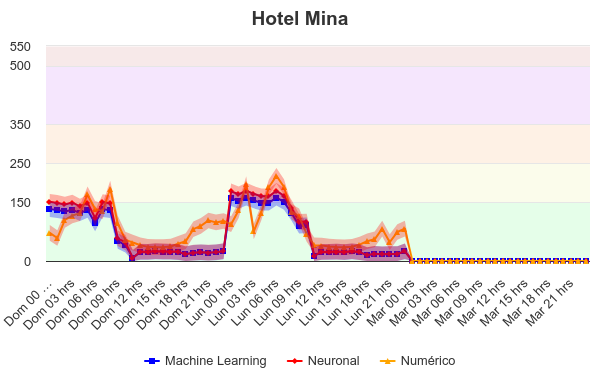 Hotel Mina
550
500
350
250
150
0
Dom 00 ...
Dom 03 hrs
Dom 06 hrs
Dom 09 hrs
Dom 12 hrs
Dom 15 hrs
Dom 18 hrs
Dom 21 hrs
Lun 00 hrs
Lun 03 hrs
Lun 06 hrs
Lun 09 hrs
Lun 12 hrs
Lun 15 hrs
Lun 18 hrs
Lun 21 hrs
Mar 00 hrs
Mar 03 hrs
Mar 06 hrs
Mar 09 hrs
Mar 12 hrs
Mar 15 hrs
Mar 18 hrs
Mar 21 hrs
Machine Learning Neuronal Numérico